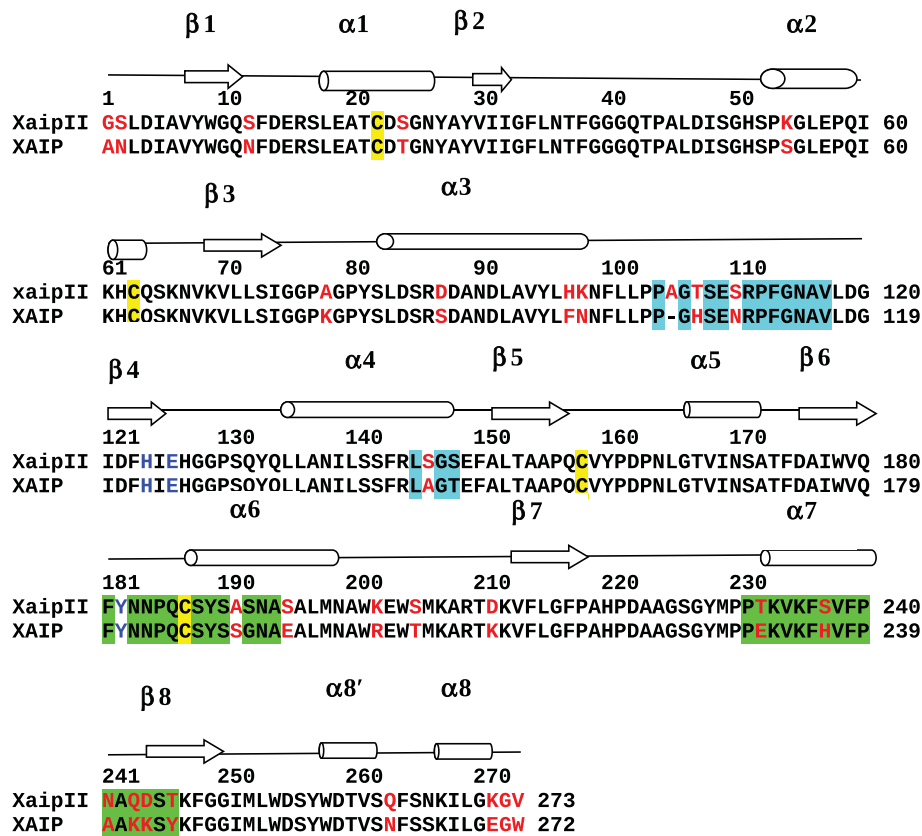 β1 α1 β2 α2
1 10 20 30 40 50
XaipII GSLDIAVYWGQSFDERSLEATCDSGNYAYVIIGFLNTFGGGQTPALDISGHSPKGLEPQI 60
XAIP ANLDIAVYWGQNFDERSLEATCDTGNYAYVIIGFLNTFGGGQTPALDISGHSPSGLEPQI 60
β3 α3
61 70 80 90 100 110
xaipII KHCQSKNVKVLLSIGGPAGPYSLDSRDDANDLAVYLHKNFLLPPAGTSESRPFGNAVLDG 120
XAIP KHCQSKNVKVLLSIGGPKGPYSLDSRSDANDLAVYLFNNFLLPP-GHSENRPFGNAVLDG 119
β4 α4 β5 α5 β6
121 130 140 150 160 170
XaipII IDFHIEHGGPSQYQLLANILSSFRLSGSEFALTAAPQCVYPDPNLGTVINSATFDAIWVQ 180
XAIP IDFHIEHGGPSQYQLLANILSSFRLAGTEFALTAAPQCVYPDPNLGTVINSATFDAIWVQ 179
α6 β7 α7
181 190 200 210 220 230
XaipII FYNNPQCSYSASNASALMNAWKEWSMKARTDKVFLGFPAHPDAAGSGYMPPTKVKFSVFP 240
XAIP FYNNPQCSYSSGNAEALMNAWREWTMKARTKKVFLGFPAHPDAAGSGYMPPEKVKFHVFP 239
β8 α8′ α8
241 250 260 270
XaipII NAQDSTKFGGIMLWDSYWDTVSQFSNKILGKGV 273
XAIP AAKKSYKFGGIMLWDSYWDTVSNFSSKILGEGW 272